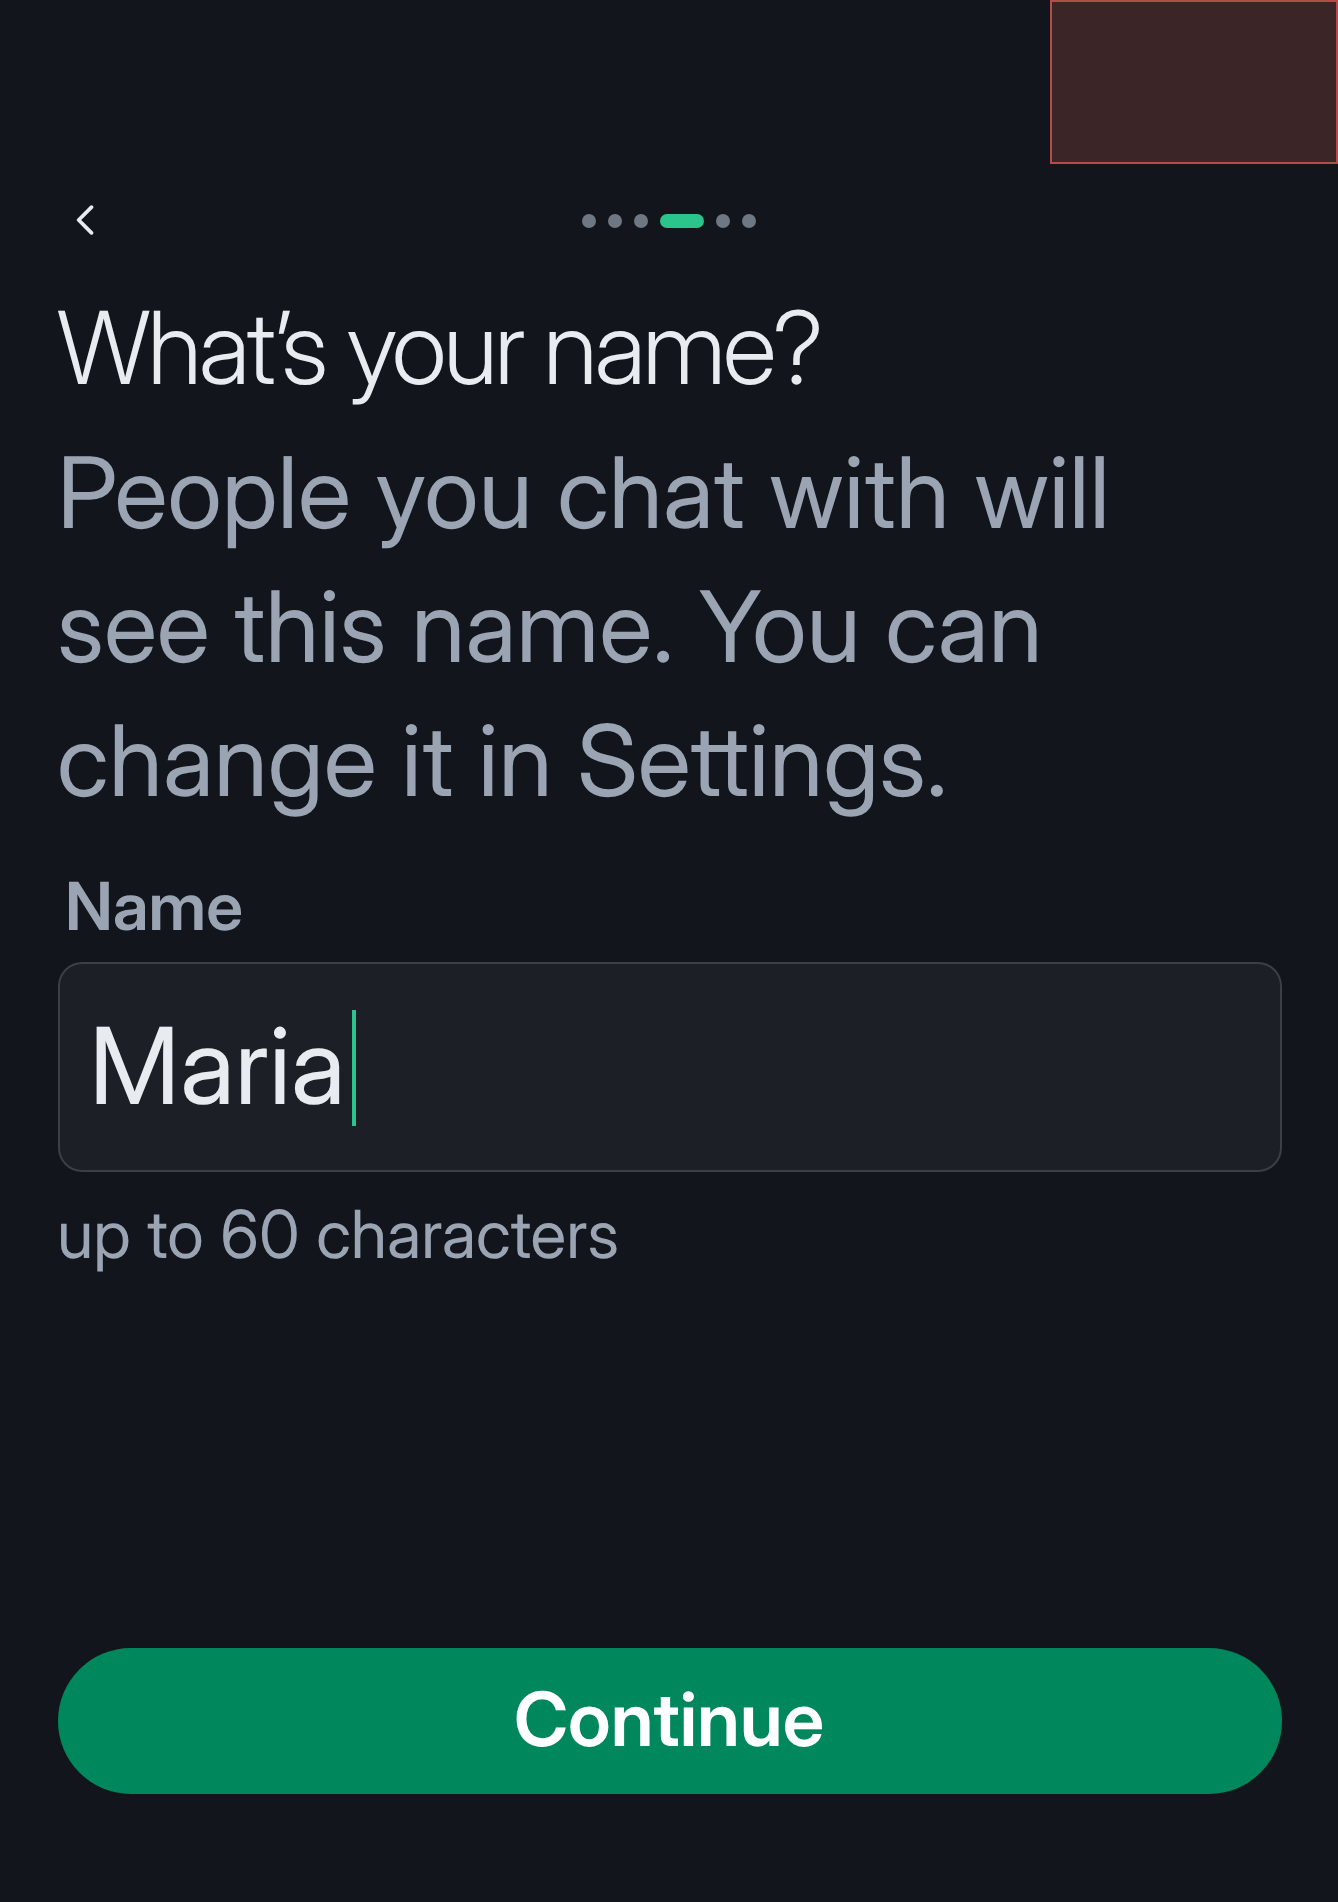 What’s your name?
People you chat with will
see this name. You can
change it in Settings.
Name
Maria
up to 60 characters
Continue